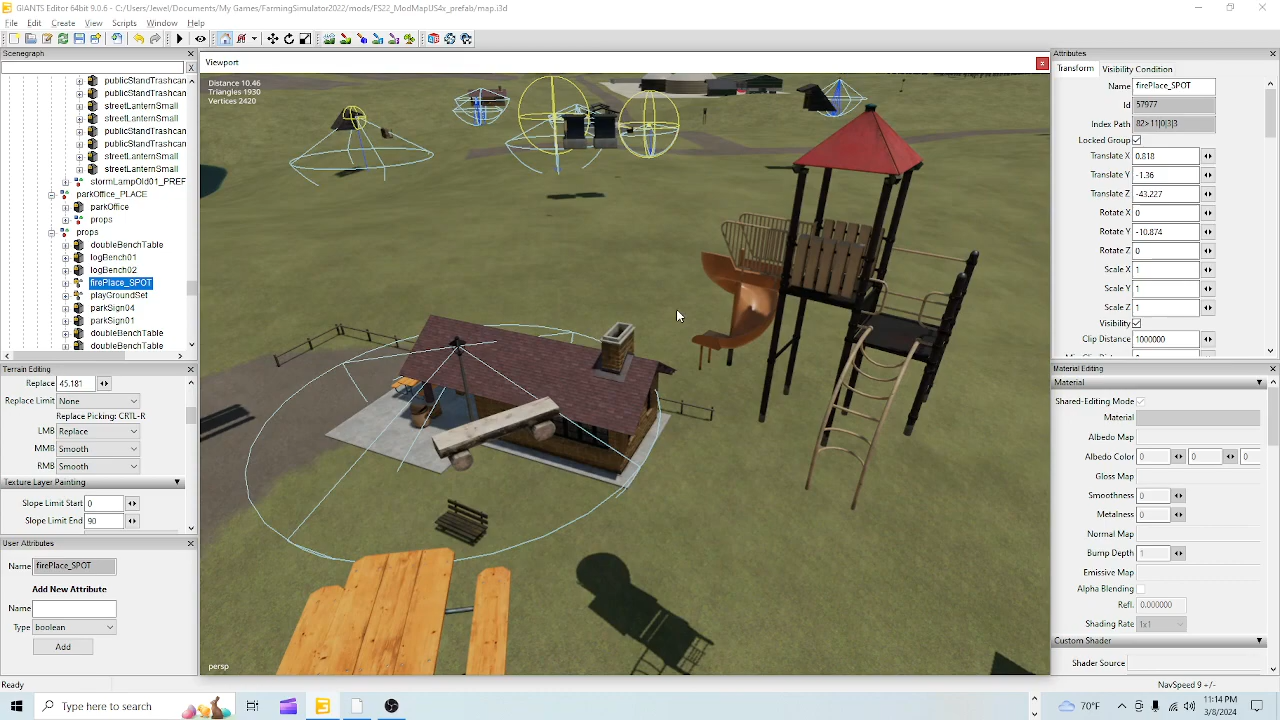 GIANTS Editor 64bit 9.0.6 - C:/Users/Jewel/Documents/My Games/FarmingSimulator2022/mods/FS22_ModMapUS4x_prefab/map.i3d
File Edit Create View Scripts Window Help
Scenegraph
X
publicStandTrashcan
publicStandTrashcan
streetLanternSmall
publicStandTrashcan
streetLanternSmall
publicStandTrashcan
streetLanternSmall
stormLampOld01_PREF
parkOffice_PLACE
parkOffice
props
props
doubleBenchTable
logBench01
logBench02
firePlace_SPOT
playGroundSet
parkSign04
parkSign01
doubleBenchTable
doubleBenchTable
Terrain Editing
Replace 45.181
Replace Limit None
Replace Picking: CRTL-R
LMB Replace
MMB Smooth
RMB Smooth
Texture Layer Painting
Slope Limit Start 0
Slope Limit End 90
User Attributes
Name firePlace_SPOT
Add New Attribute
Name
Type boolean
Add
Ready
Viewport
Distance 10.46
Triangles 1930
Vertices 2420
persp
Attributes
Transform Visibility Condition
Name firePlace_SPOT
Id 57977
Index Path 82>11|0|3|3
Locked Group
Translate X 0.818
Translate Y -1.36
Translate Z -43.227
Rotate X 0
Rotate Y -10.874
Rotate Z 0
Scale X 1
Scale Y 1
Scale Z 1
Visibility
Clip Distance 1000000
Material Editing
Material
Shared-Editing Mode
Material
Albedo Map
Albedo Color 0 0 0
Gloss Map
Smoothness 0
Metalness 0
Normal Map
Bump Depth 1
Emissive Map
Alpha Blending
Refl. 0.000000
Shading Rate 1x1
Custom Shader
Shader Source
NavSpeed 9 +/-
Type here to search
70°F
11:14 PM
3/8/2024